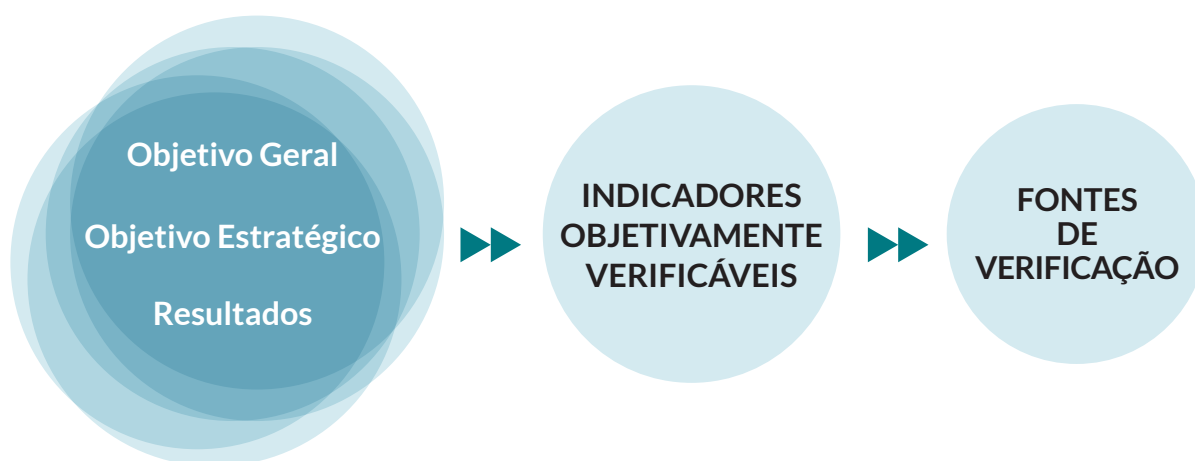 Objetivo Geral
Objetivo Estratégico
Resultados
INDICADORES
OBJETIVAMENTE
VERIFICÁVEIS
FONTES
DE
VERIFICAÇÃO